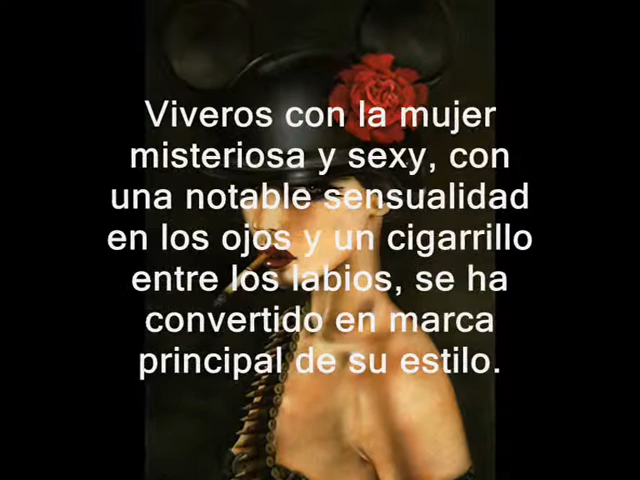 Viveros con la mujer
misteriosa y sexy, con
una notable sensualidad
en los ojos y un cigarrillo
entre los labios, se ha
convertido en marca
principal de su estilo.